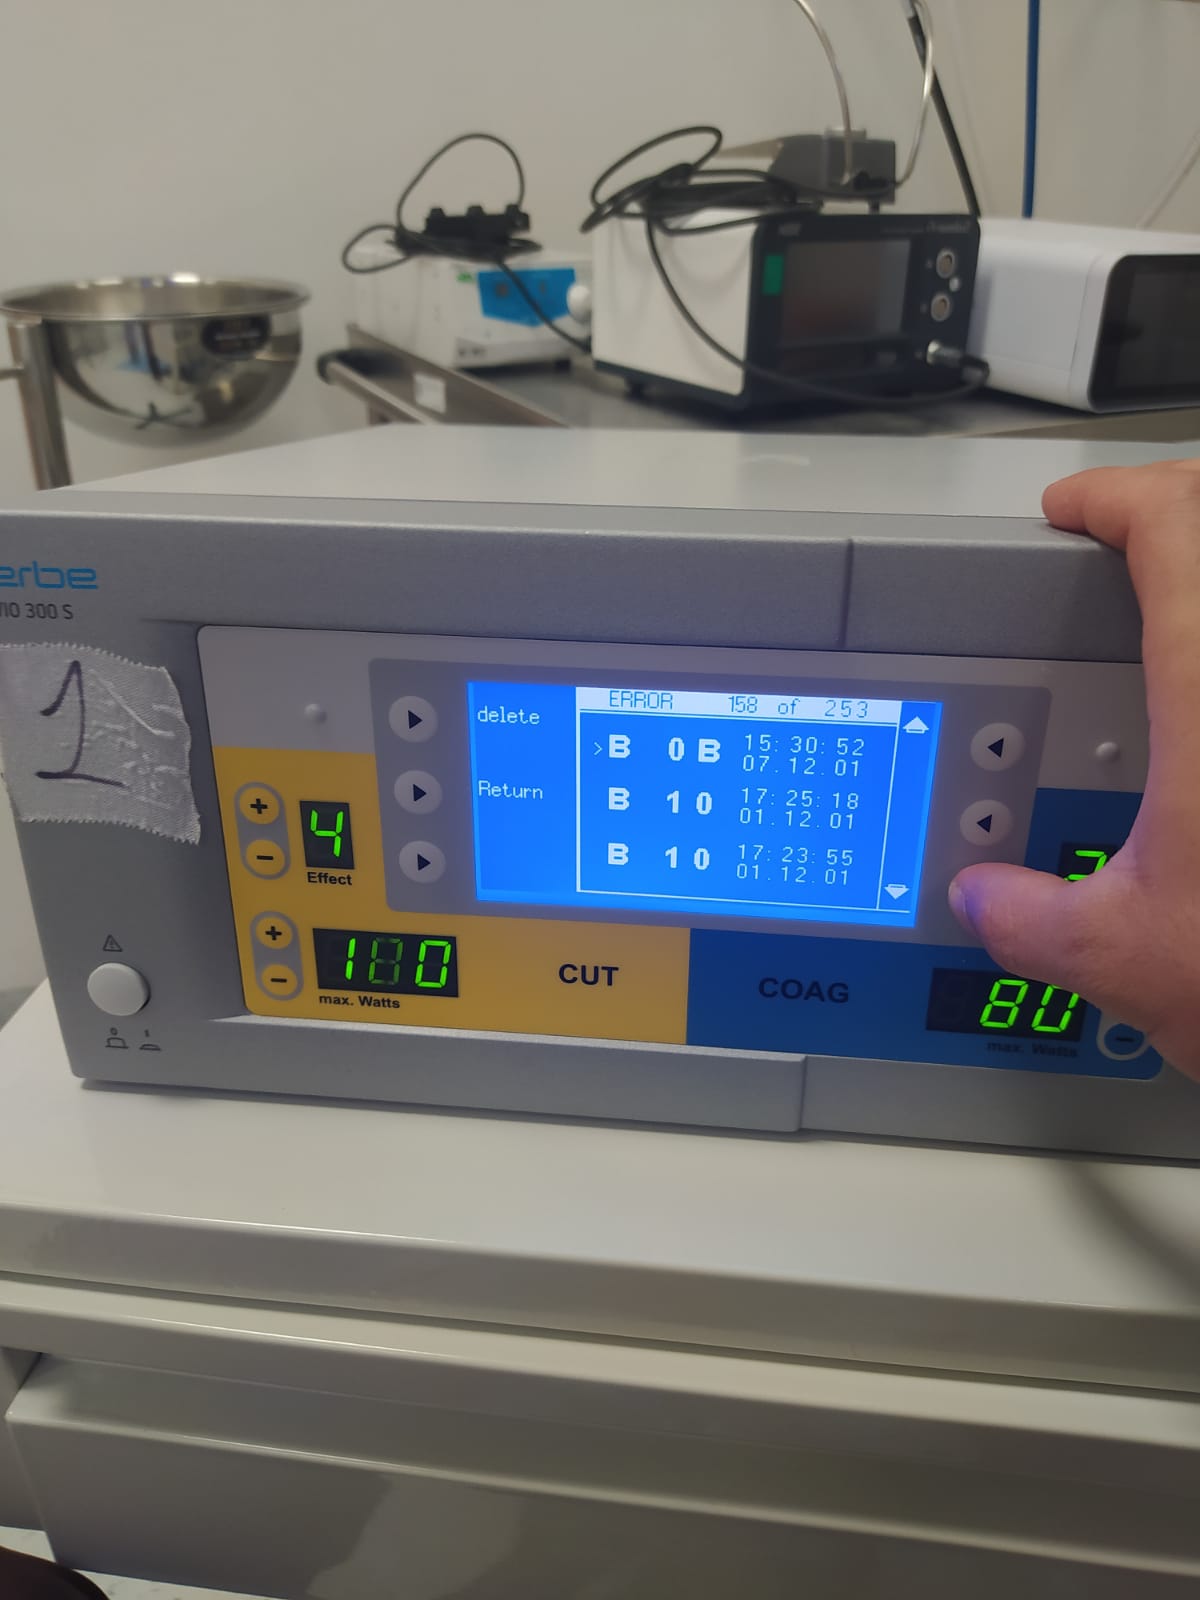 erbe
VIO 300 S
1
delete
Return
ERROR 158 of 253
>B 0B 15:30:52
07.12.01
B 10 17:25:18
01.12.01
B 10 17:23:55
01.12.01
+
4
-
Effect
+
180
-
max. Watts
CUT
COAG
80
max. Watts
-